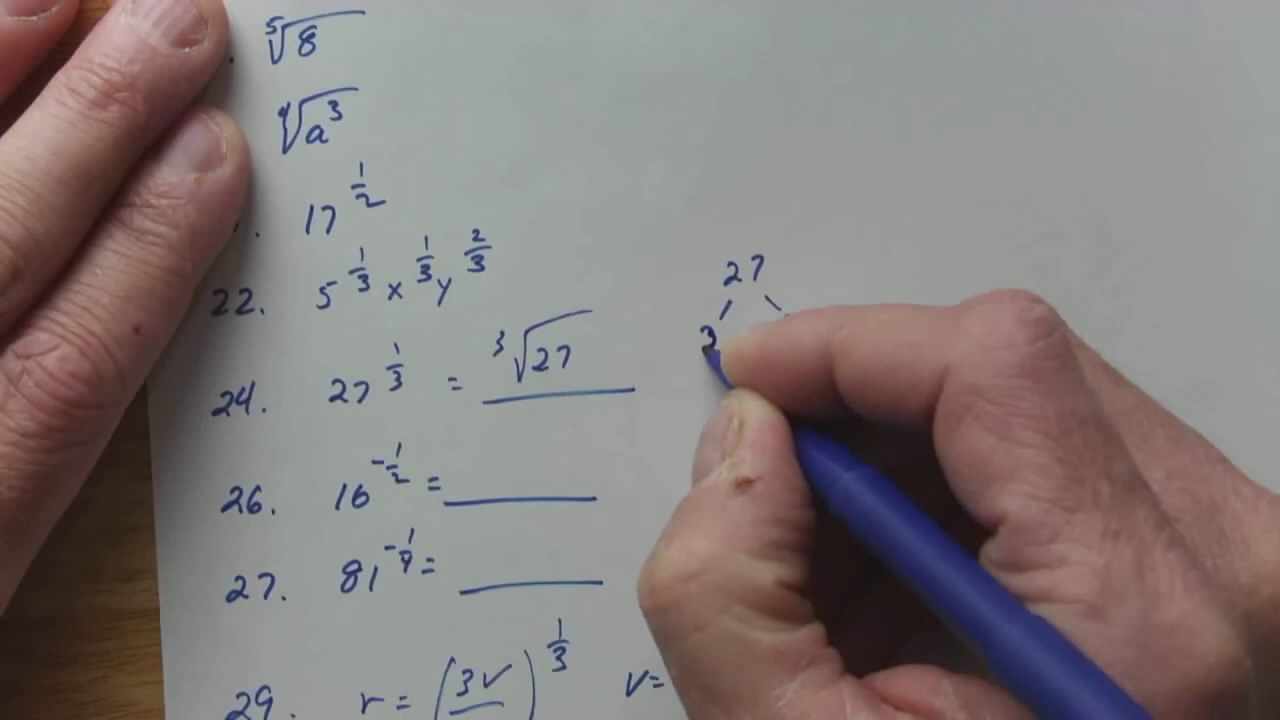 . ⁵√8
⁴√a³
. 17^(1/2)
22. 5^(1/3) x^(1/3) y^(2/3)
27
24. 27^(1/3) = ³√27
3
26. 16^(-1/2) =
27. 81^(-1/4) =
29. r = (3V)^(1/3) V=